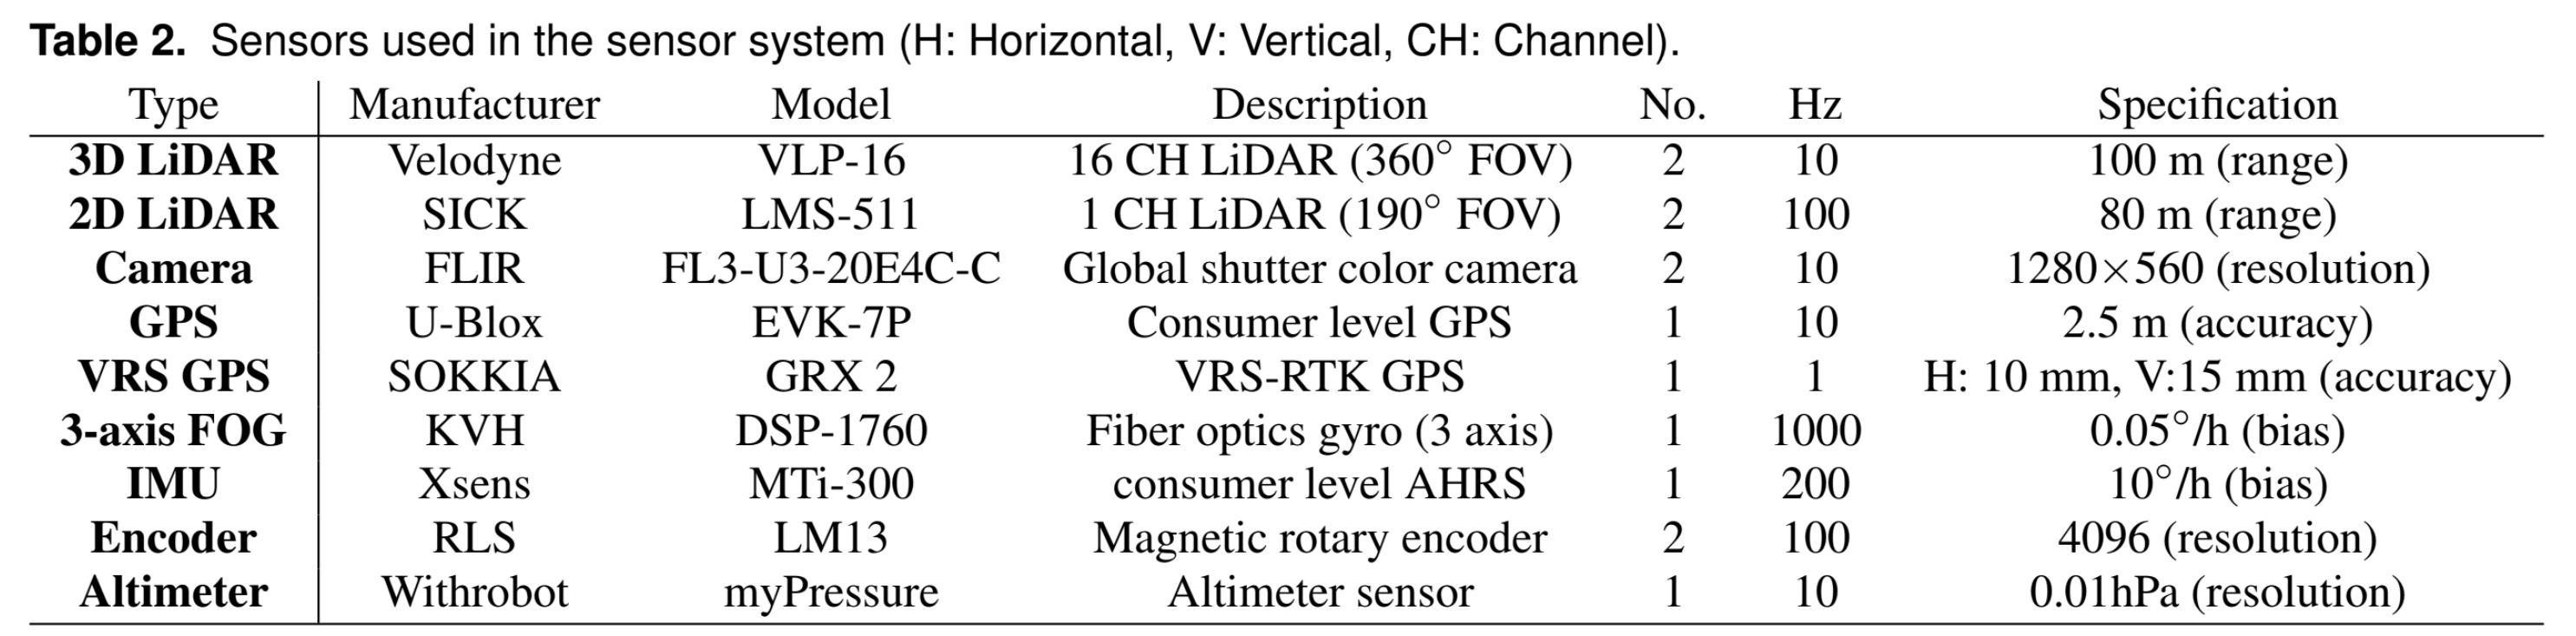 Table 2. Sensors used in the sensor system (H: Horizontal, V: Vertical, CH: Channel).
Type Manufacturer Model Description No. Hz Specification
3D LiDAR Velodyne VLP-16 16 CH LiDAR (360° FOV) 2 10 100 m (range)
2D LiDAR SICK LMS-511 1 CH LiDAR (190° FOV) 2 100 80 m (range)
Camera FLIR FL3-U3-20E4C-C Global shutter color camera 2 10 1280×560 (resolution)
GPS U-Blox EVK-7P Consumer level GPS 1 10 2.5 m (accuracy)
VRS GPS SOKKIA GRX 2 VRS-RTK GPS 1 1 H: 10 mm, V:15 mm (accuracy)
3-axis FOG KVH DSP-1760 Fiber optics gyro (3 axis) 1 1000 0.05°/h (bias)
IMU Xsens MTi-300 consumer level AHRS 1 200 10°/h (bias)
Encoder RLS LM13 Magnetic rotary encoder 2 100 4096 (resolution)
Altimeter Withrobot myPressure Altimeter sensor 1 10 0.01hPa (resolution)